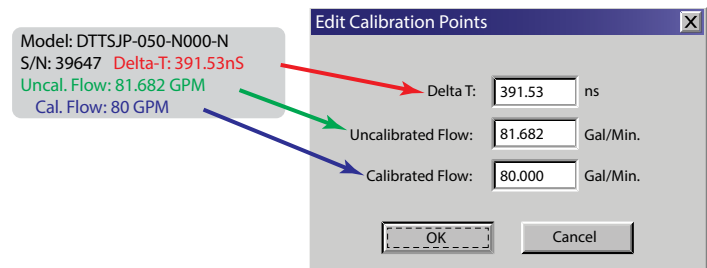 Model: DTTSJP-050-N000-N
S/N: 39647 Delta-T: 391.53nS
Uncal. Flow: 81.682 GPM
Cal. Flow: 80 GPM
Edit Calibration Points X
Delta T: 391.53 ns
Uncalibrated Flow: 81.682 Gal/Min.
Calibrated Flow: 80.000 Gal/Min.
OK Cancel